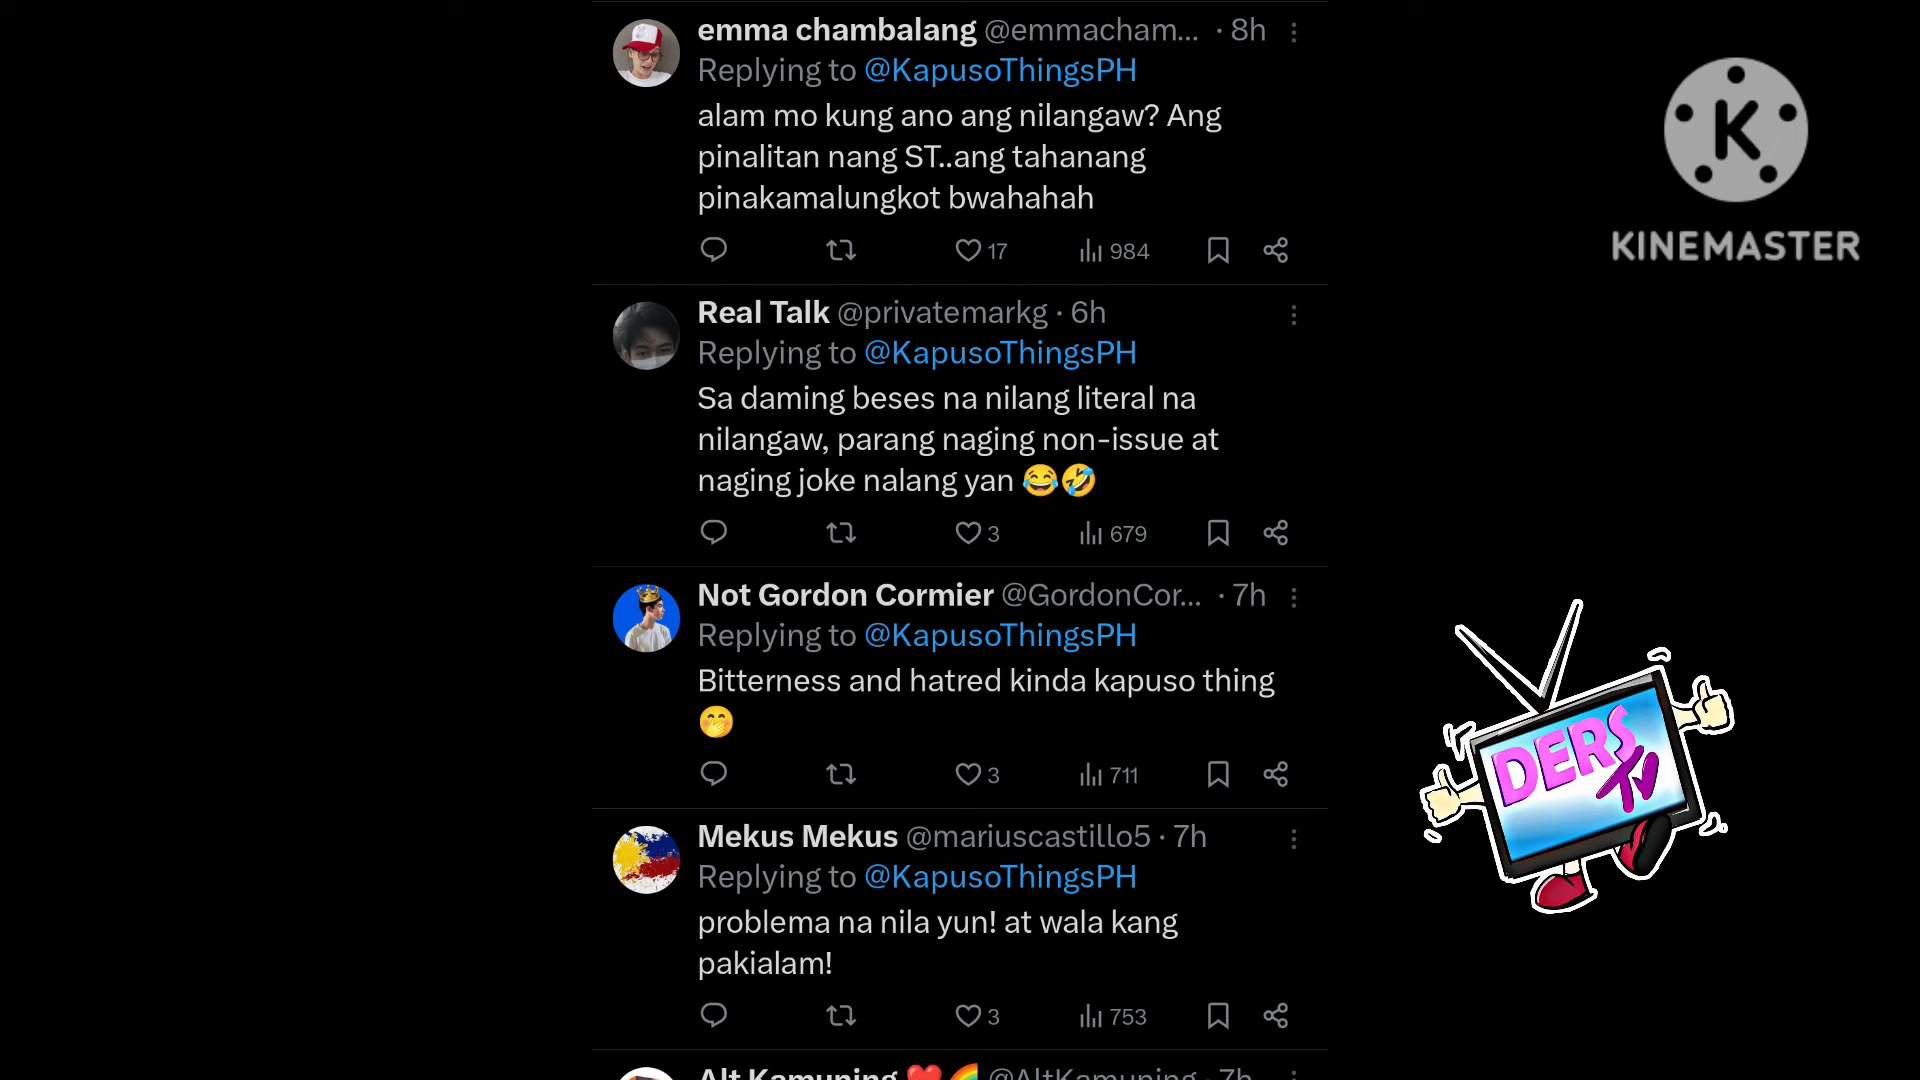 emma chambalang @emmacham... · 8h
Replying to @KapusoThingsPH
alam mo kung ano ang nilangaw? Ang
pinalitan nang ST..ang tahanang
pinakamalungkot bwahahah
17 984
Real Talk @privatemarkg · 6h
Replying to @KapusoThingsPH
Sa daming beses na nilang literal na
nilangaw, parang naging non-issue at
naging joke nalang yan 😂🤣
3 679
Not Gordon Cormier @GordonCor... · 7h
Replying to @KapusoThingsPH
Bitterness and hatred kinda kapuso thing
🤭
3 711
Mekus Mekus @mariuscastillo5 · 7h
Replying to @KapusoThingsPH
problema na nila yun! at wala kang
pakialam!
3 753
Alt Kamuning ❤️🌈 @AltKamuning · 7h
K
KINEMASTER
DERS
TV